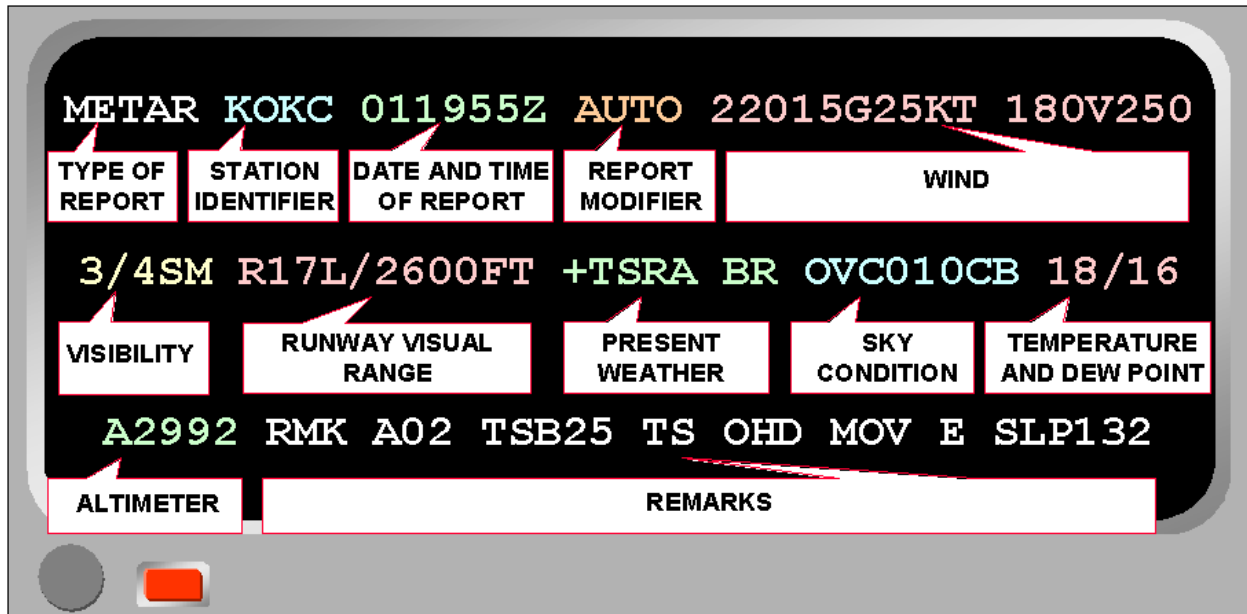 METAR KOKC 011955Z AUTO 22015G25KT 180V250
TYPE OF REPORT
STATION IDENTIFIER
DATE AND TIME OF REPORT
REPORT MODIFIER
WIND
3/4SM R17L/2600FT +TSRA BR OVC010CB 18/16
VISIBILITY
RUNWAY VISUAL RANGE
PRESENT WEATHER
SKY CONDITION
TEMPERATURE AND DEW POINT
A2992 RMK A02 TSB25 TS OHD MOV E SLP132
ALTIMETER
REMARKS